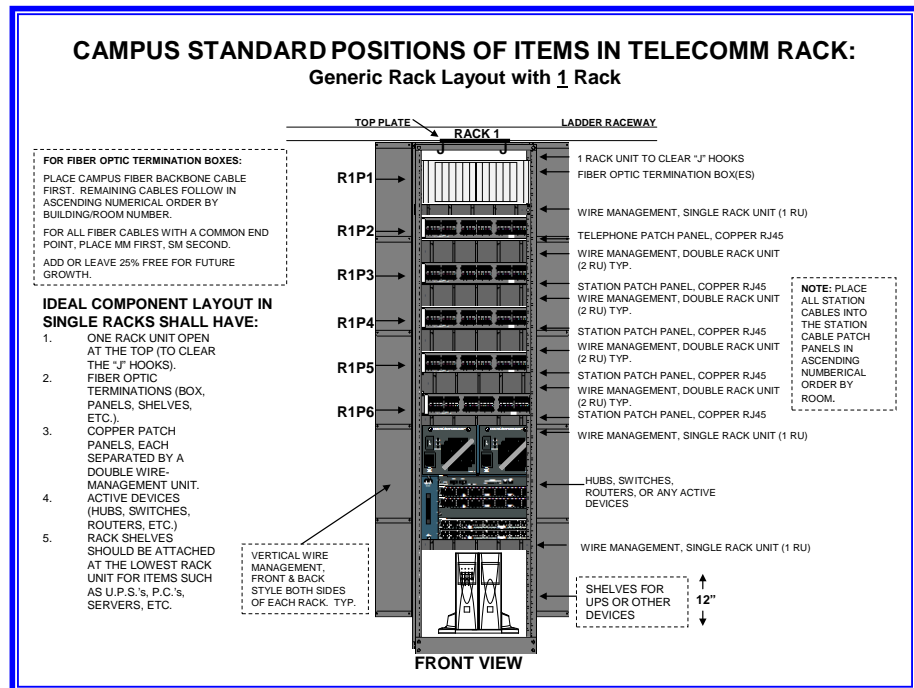 CAMPUS STANDARD POSITIONS OF ITEMS IN TELECOMM RACK:
Generic Rack Layout with 1 Rack
TOP PLATE
LADDER RACEWAY
RACK 1
FOR FIBER OPTIC TERMINATION BOXES:
PLACE CAMPUS FIBER BACKBONE CABLE
FIRST. REMAINING CABLES FOLLOW IN
ASCENDING NUMERICAL ORDER BY
BUILDING/ROOM NUMBER.
FOR ALL FIBER CABLES WITH A COMMON END
POINT, PLACE MM FIRST, SM SECOND.
ADD OR LEAVE 25% FREE FOR FUTURE
GROWTH.
IDEAL COMPONENT LAYOUT IN
SINGLE RACKS SHALL HAVE:
1. ONE RACK UNIT OPEN
AT THE TOP (TO CLEAR
THE "J" HOOKS).
2. FIBER OPTIC
TERMINATIONS (BOX,
PANELS, SHELVES,
ETC.).
3. COPPER PATCH
PANELS, EACH
SEPARATED BY A
DOUBLE WIRE-
MANAGEMENT UNIT.
4. ACTIVE DEVICES
(HUBS, SWITCHES,
ROUTERS, ETC.)
5. RACK SHELVES
SHOULD BE ATTACHED
AT THE LOWEST RACK
UNIT FOR ITEMS SUCH
AS U.P.S.'s, P.C.'s,
SERVERS, ETC.
R1P1
R1P2
R1P3
R1P4
R1P5
R1P6
VERTICAL WIRE
MANAGEMENT,
FRONT & BACK
STYLE BOTH SIDES
OF EACH RACK. TYP.
1 RACK UNIT TO CLEAR "J" HOOKS
FIBER OPTIC TERMINATION BOX(ES)
WIRE MANAGEMENT, SINGLE RACK UNIT (1 RU)
TELEPHONE PATCH PANEL, COPPER RJ45
WIRE MANAGEMENT, DOUBLE RACK UNIT
(2 RU) TYP.
STATION PATCH PANEL, COPPER RJ45
WIRE MANAGEMENT, DOUBLE RACK UNIT
(2 RU) TYP.
STATION PATCH PANEL, COPPER RJ45
WIRE MANAGEMENT, DOUBLE RACK UNIT
(2 RU) TYP.
STATION PATCH PANEL, COPPER RJ45
WIRE MANAGEMENT, DOUBLE RACK UNIT
(2 RU) TYP.
STATION PATCH PANEL, COPPER RJ45
WIRE MANAGEMENT, SINGLE RACK UNIT (1 RU)
HUBS, SWITCHES,
ROUTERS, OR ANY ACTIVE
DEVICES
WIRE MANAGEMENT, SINGLE RACK UNIT (1 RU)
SHELVES FOR
UPS OR OTHER
DEVICES
12”
NOTE: PLACE
ALL STATION
CABLES INTO
THE STATION
CABLE PATCH
PANELS IN
ASCENDING
NUMBERICAL
ORDER BY
ROOM.
FRONT VIEW